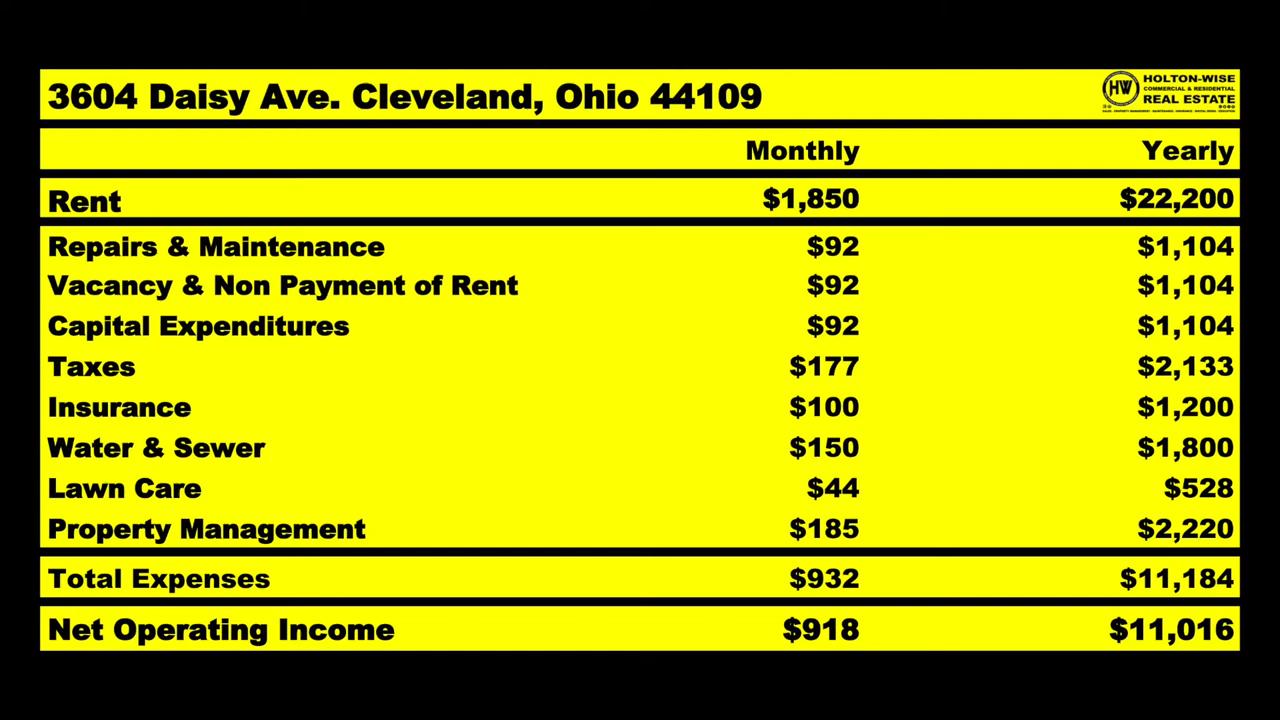 3604 Daisy Ave. Cleveland, Ohio 44109
HW
HOLTON-WISE
COMMERCIAL & RESIDENTIAL
REAL ESTATE
Monthly Yearly
Rent $1,850 $22,200
Repairs & Maintenance $92 $1,104
Vacancy & Non Payment of Rent $92 $1,104
Capital Expenditures $92 $1,104
Taxes $177 $2,133
Insurance $100 $1,200
Water & Sewer $150 $1,800
Lawn Care $44 $528
Property Management $185 $2,220
Total Expenses $932 $11,184
Net Operating Income $918 $11,016